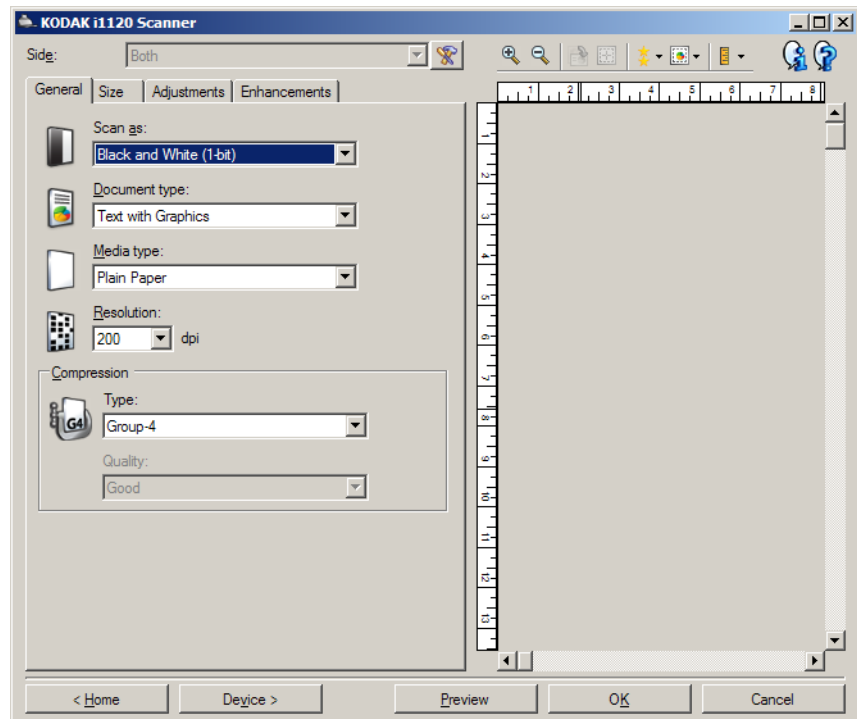 KODAK i1120 Scanner
Side: Both
General Size Adjustments Enhancements
Scan as:
Black and White (1-bit)
Document type:
Text with Graphics
Media type:
Plain Paper
Resolution:
200 dpi
Compression
Type:
G4 Group-4
Quality:
Good
1 2 3 4 5 6 7 8
1
2
3
4
5
6
7
8
9
10
11
12
13
< Home Device > Preview OK Cancel